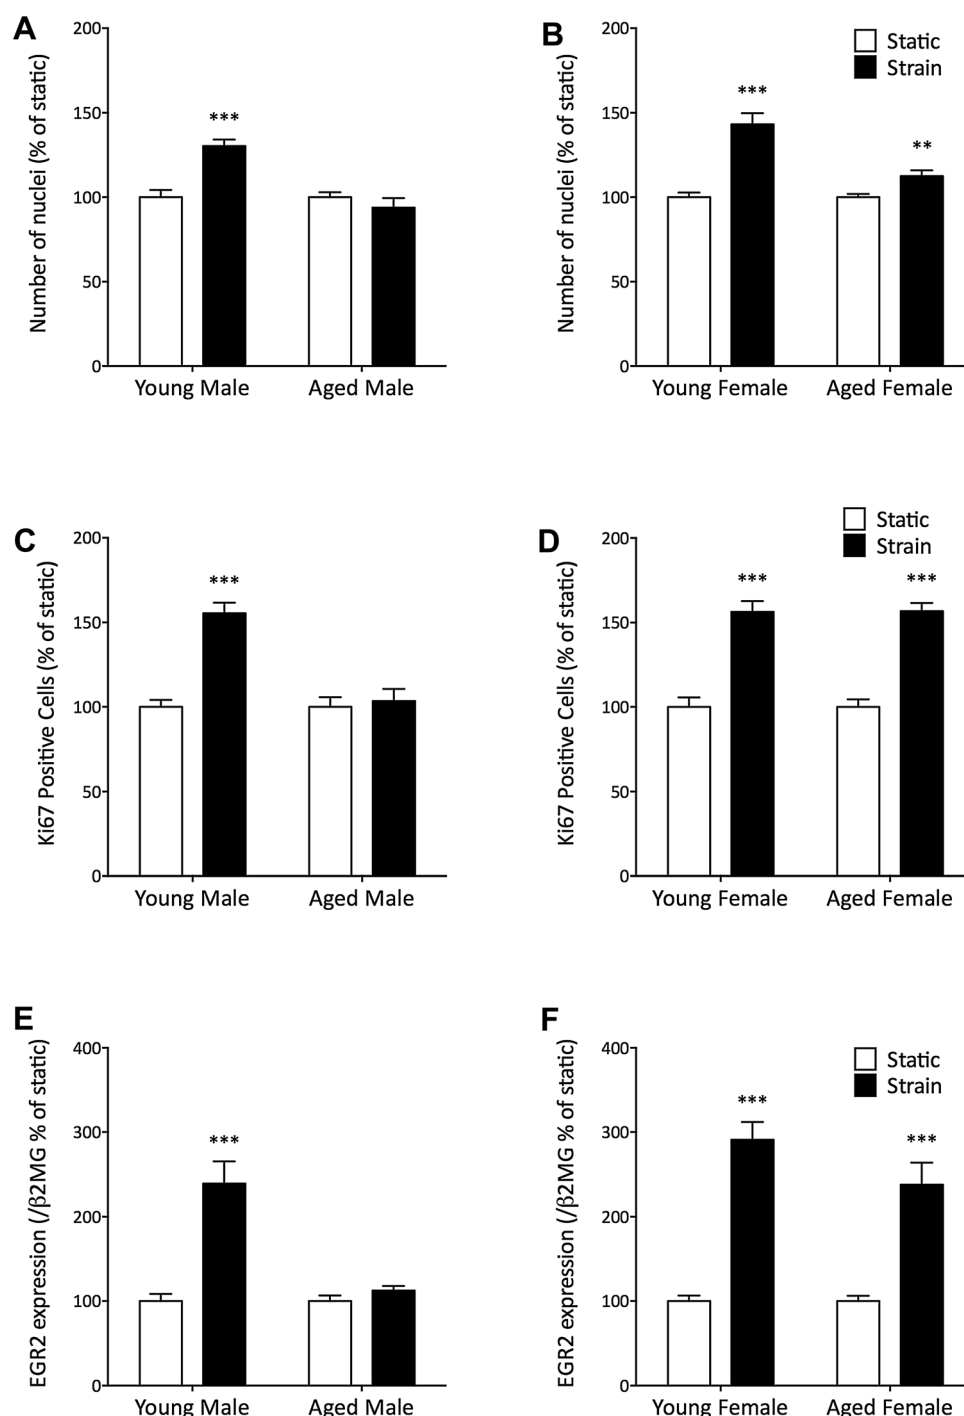 A
Number of nuclei (% of static)
200
150
100
50
0
***
Young Male
Aged Male
B
Number of nuclei (% of static)
200
150
100
50
0
Static
Strain
***
**
Young Female
Aged Female
C
Ki67 Positive Cells (% of static)
200
150
100
50
0
***
Young Male
Aged Male
D
Ki67 Positive Cells (% of static)
200
150
100
50
0
Static
Strain
***
***
Young Female
Aged Female
E
EGR2 expression (/β2MG % of static)
400
300
200
100
0
***
Young Male
Aged Male
F
EGR2 expression (/β2MG % of static)
400
300
200
100
0
Static
Strain
***
***
Young Female
Aged Female